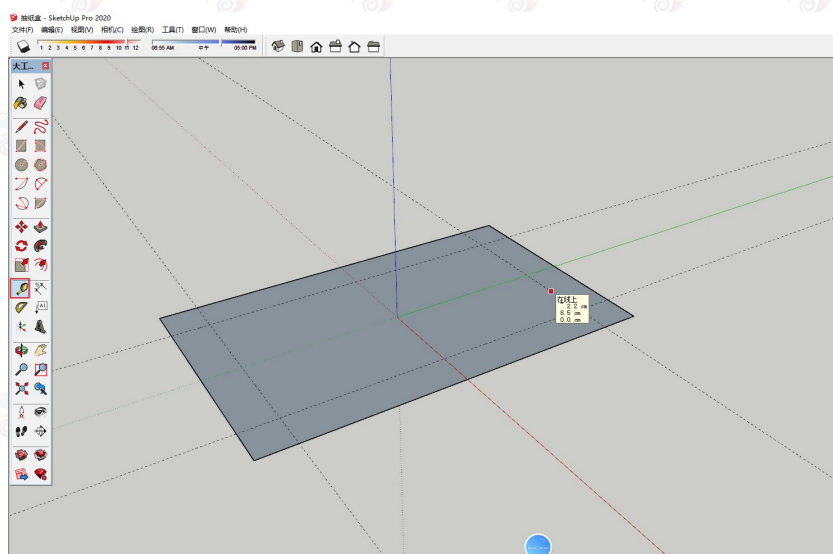 抽纸盒 - SketchUp Pro 2020
文件(F) 编辑(E) 视图(V) 相机(C) 绘图(R) 工具(T) 窗口(W) 帮助(H)
1 2 3 4 5 6 7 8 9 10 11 12 06:55 AM 中午 05:00 PM
大工...
A1
在线上
2.2 cm
8.5 cm
0.0 cm